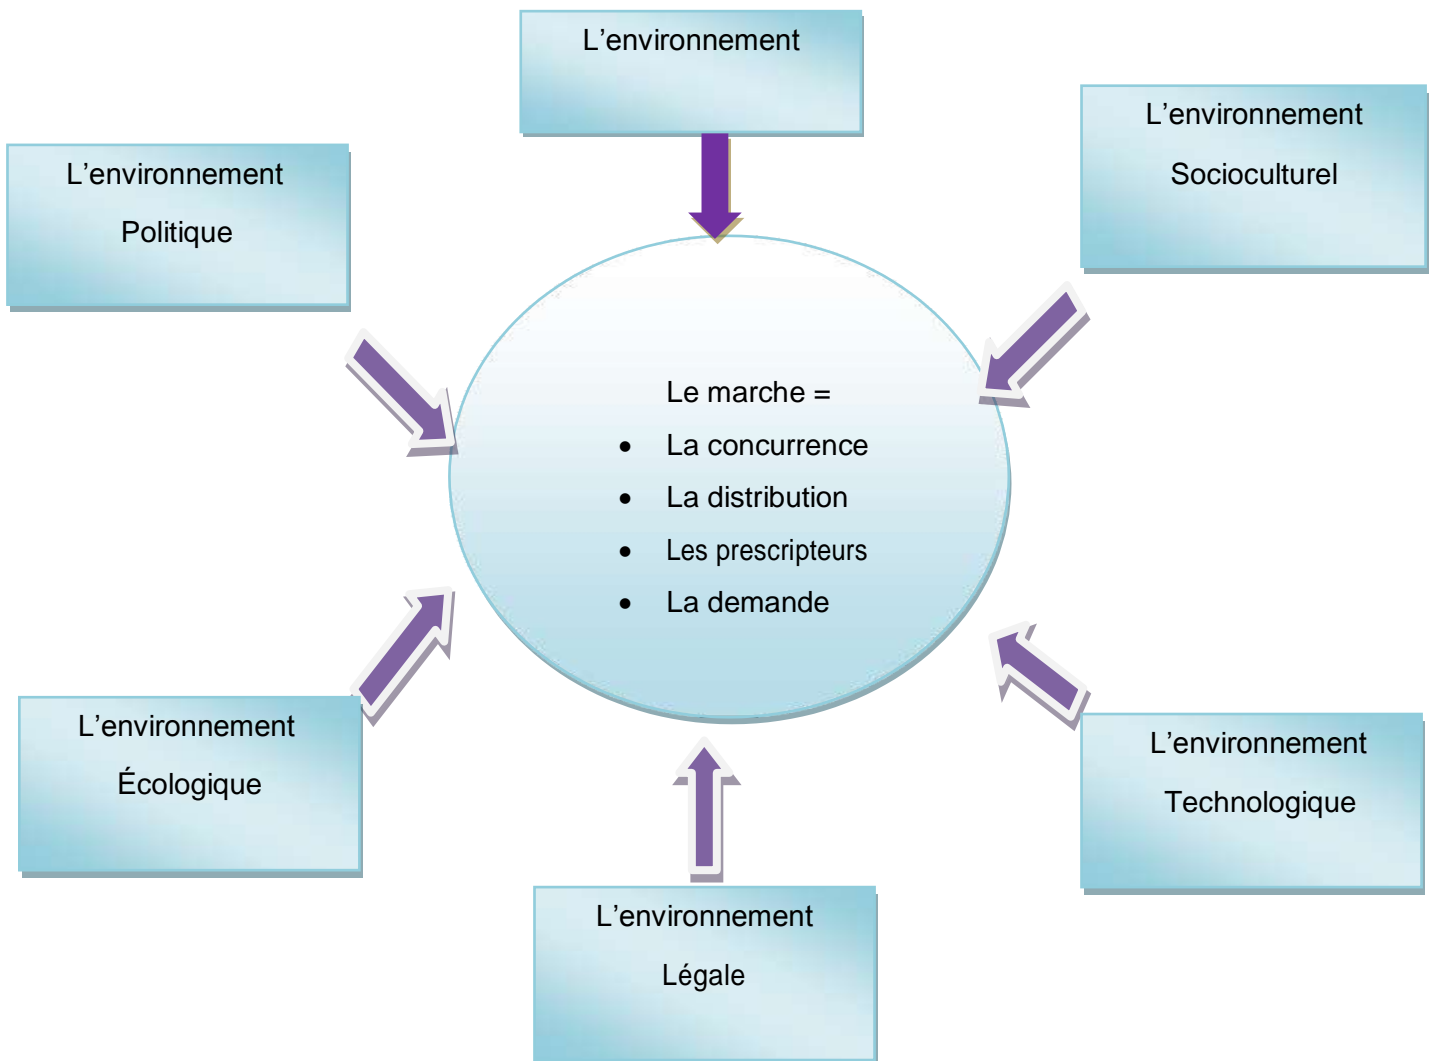 L’environnement
L’environnement
Socioculturel
L’environnement
Politique
Le marche =
• La concurrence
• La distribution
• Les prescripteurs
• La demande
L’environnement
Écologique
L’environnement
Technologique
L’environnement
Légale